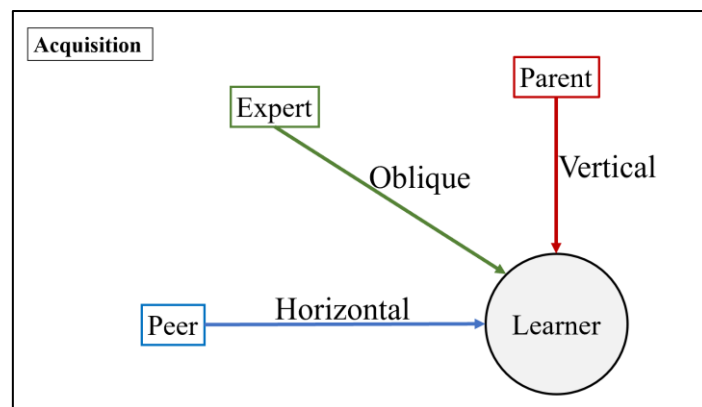 Acquisition
Parent
Expert
Oblique
Vertical
Horizontal
Peer
Learner